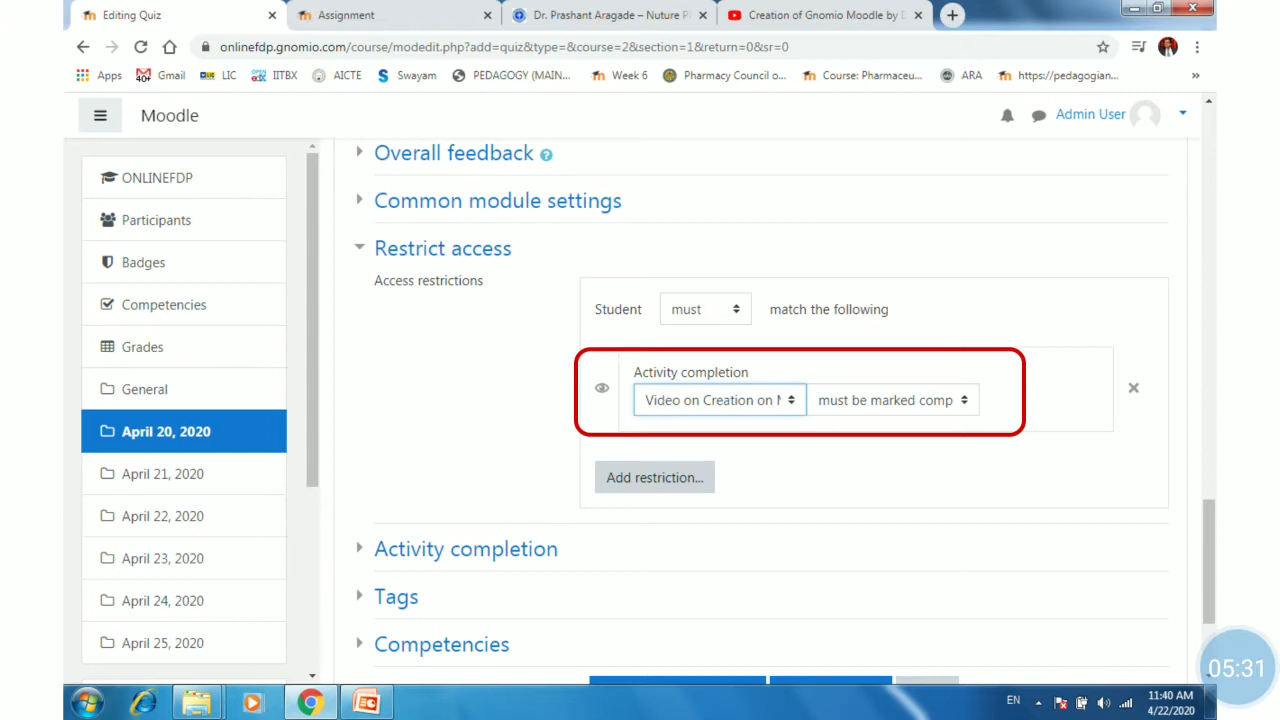 Editing Quiz
Assignment
Dr. Prashant Aragade – Nuture P
Creation of Gnomio Moodle by D
onlinefdp.gnomio.com/course/modedit.php?add=quiz&type=&course=2&section=1&return=0&sr=0
Apps
40+
Gmail
LIC
IITBX
AICTE
Swayam
PEDAGOGY (MAIN...
Week 6
Pharmacy Council o...
Course: Pharmaceu...
ARA
https://pedagogian...
Moodle
Admin User
ONLINEFDP
Participants
Badges
Competencies
Grades
General
April 20, 2020
April 21, 2020
April 22, 2020
April 23, 2020
April 24, 2020
April 25, 2020
Overall feedback
Common module settings
Restrict access
Access restrictions
Student must match the following
Activity completion
Video on Creation on must be marked comp
Add restriction...
Activity completion
Tags
Competencies
05:31
EN
11:40 AM
4/22/2020